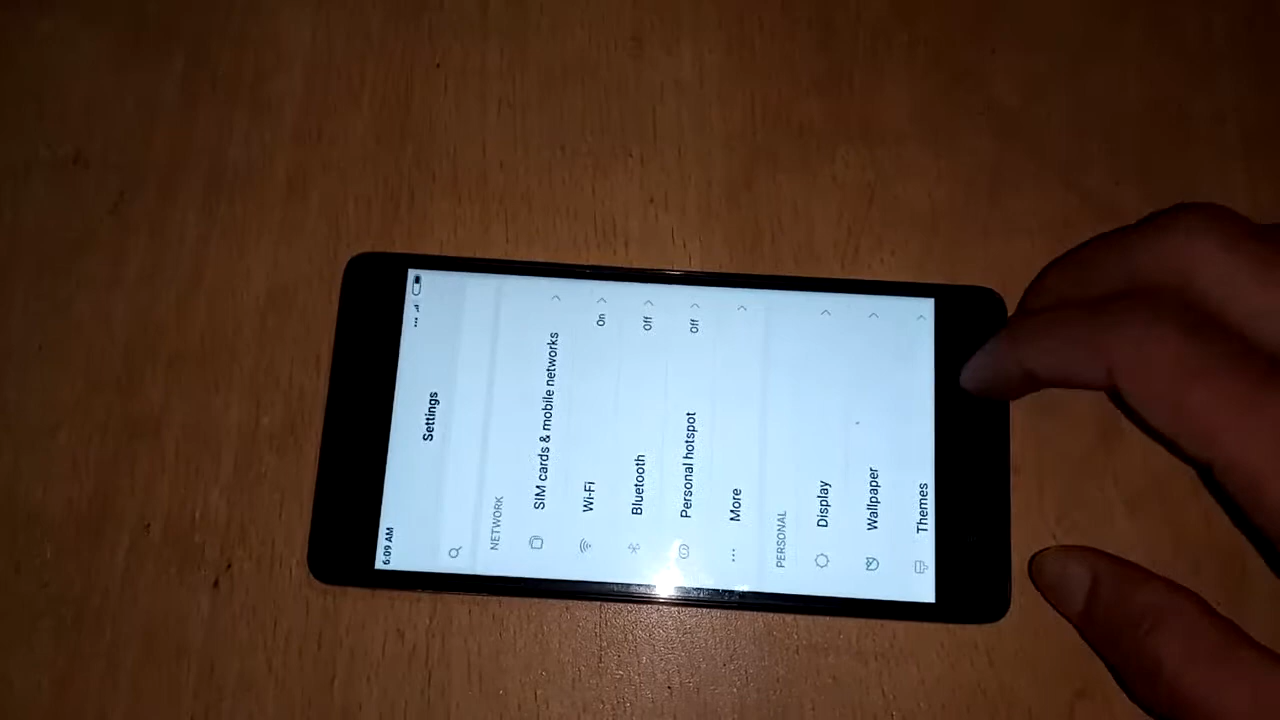 6:09 AM
Settings
NETWORK
SIM cards & mobile networks
Wi-Fi On
Bluetooth Off
Personal hotspot Off
More
PERSONAL
Display
Wallpaper
Themes